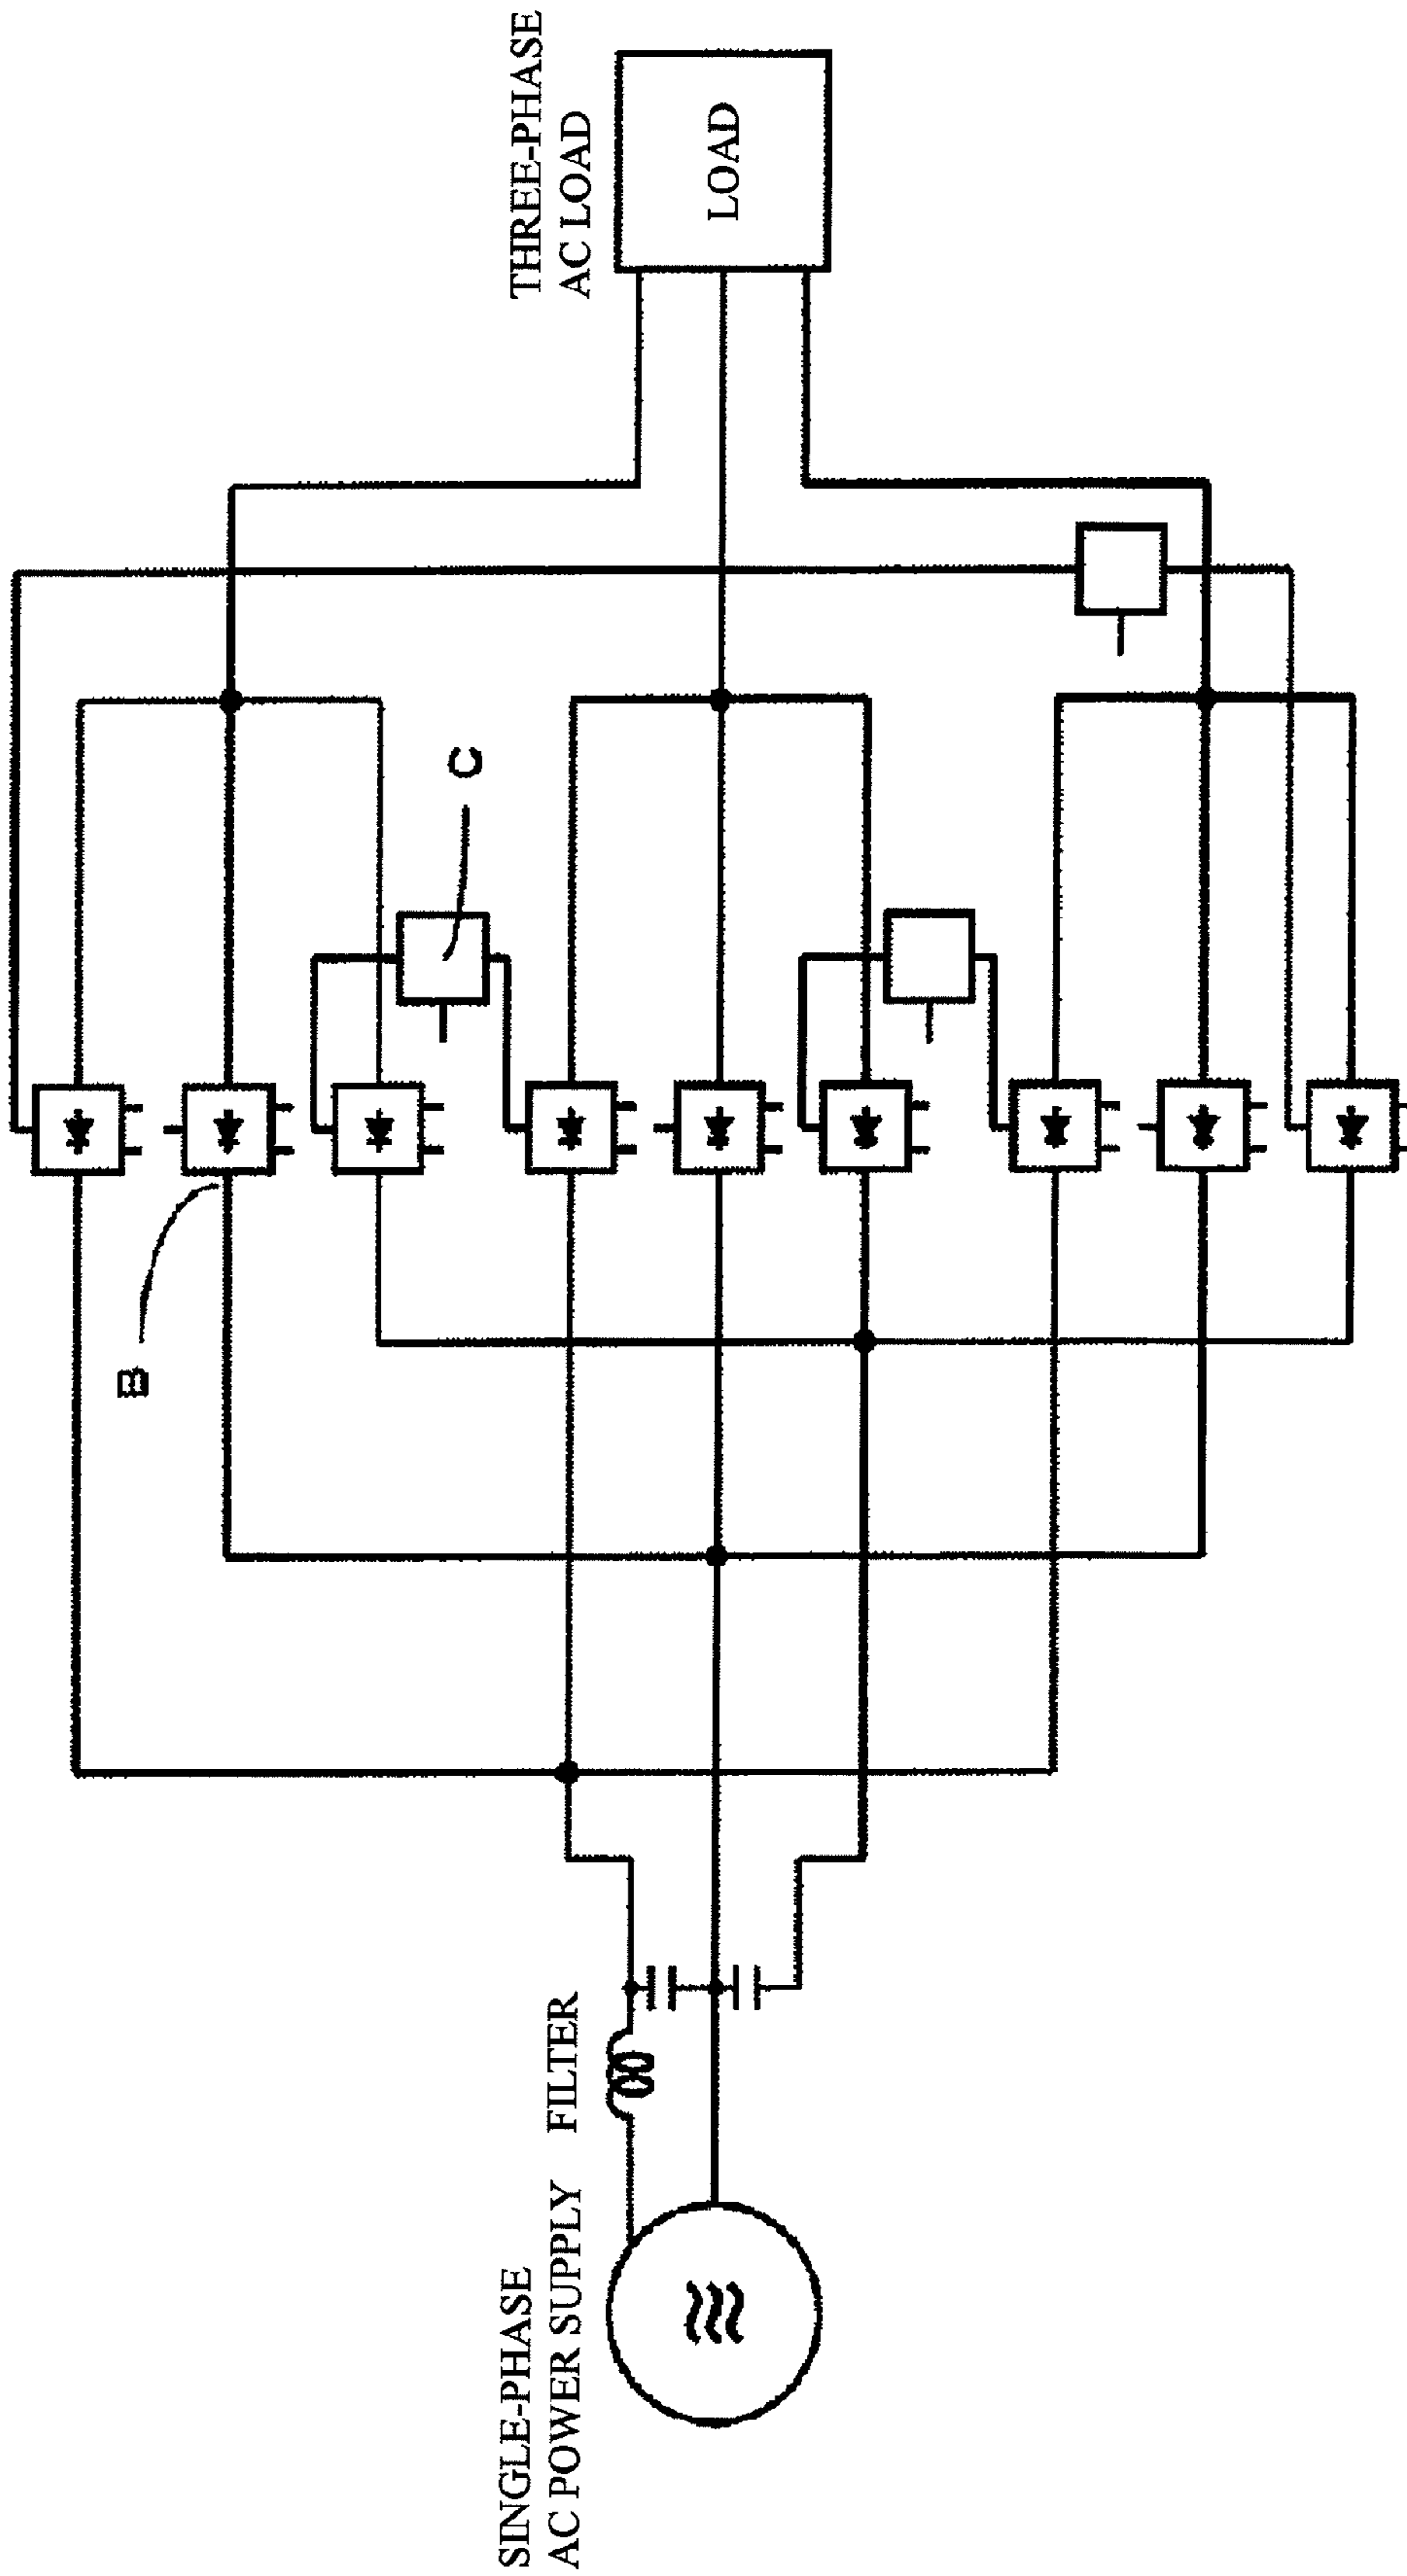 SINGLE-PHASE
AC POWER SUPPLY
FILTER
B
C
THREE-PHASE
AC LOAD
LOAD